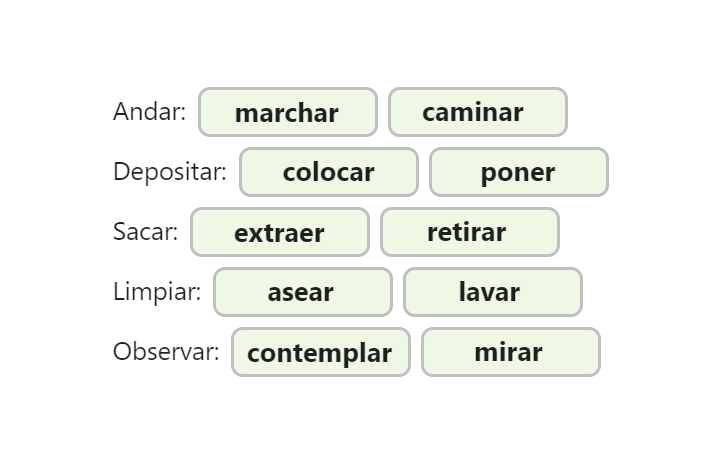 Andar: marchar caminar
Depositar: colocar poner
Sacar: extraer retirar
Limpiar: asear lavar
Observar: contemplar mirar